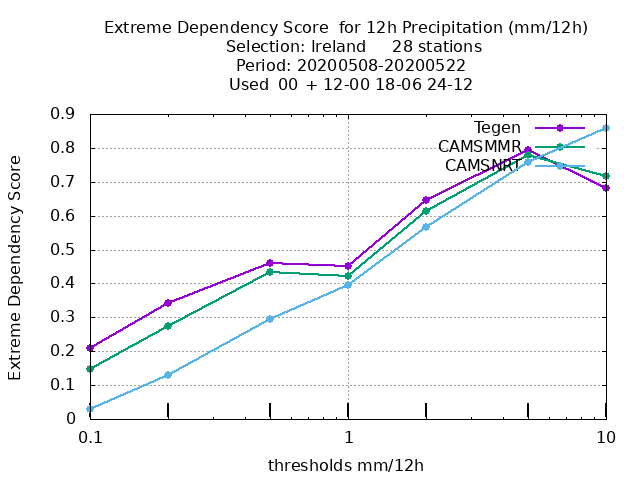 Extreme Dependency Score  for 12h Precipitation (mm/12h)
Selection: Ireland     28 stations
Period: 20200508-20200522
Used  00 + 12-00 18-06 24-12
Extreme Dependency Score
0.9
0.8
0.7
0.6
0.5
0.4
0.3
0.2
0.1
0
Tegen
CAMSMMR
CAMSNRT
0.1
1
10
thresholds mm/12h